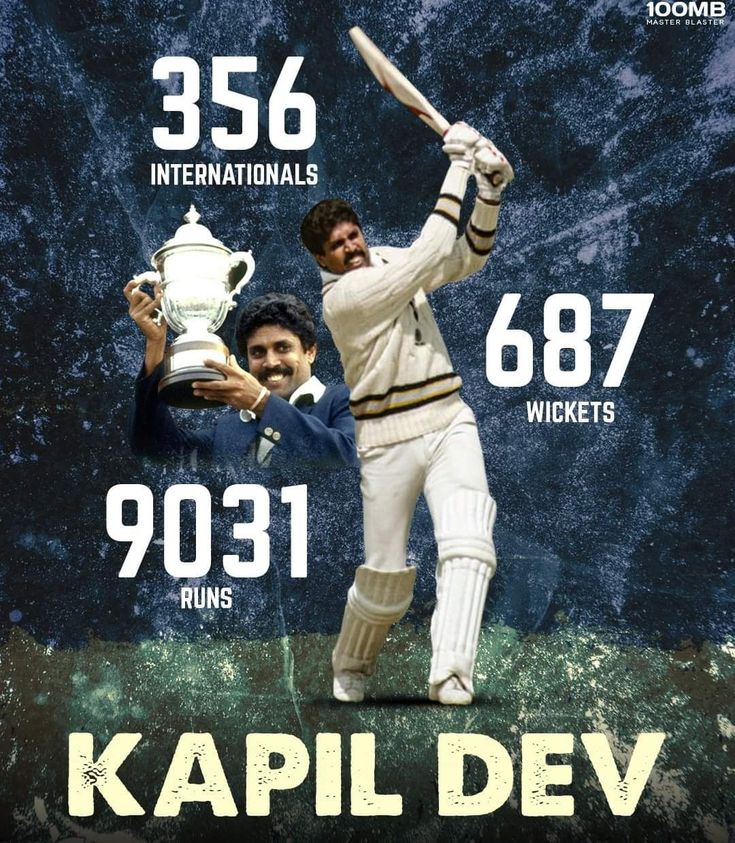 100MB
MASTER BLASTER
356
INTERNATIONALS
687
WICKETS
9031
RUNS
KAPIL DEV